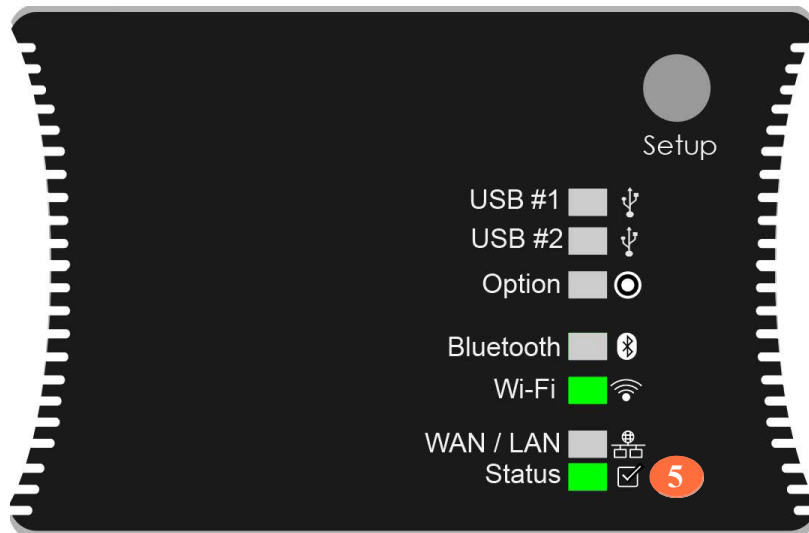 Setup
USB #1
USB #2
Option
Bluetooth
Wi-Fi
WAN / LAN
Status 5